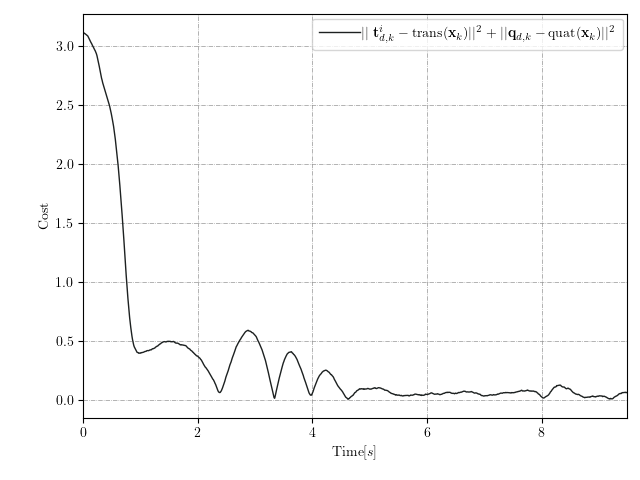 || t^i_{d,k} − trans(x_k)||² + ||q_{d,k} − quat(x_k)||²
3.0
2.5
2.0
1.5
1.0
0.5
0.0
Cost
0 2 4 6 8
Time[s]